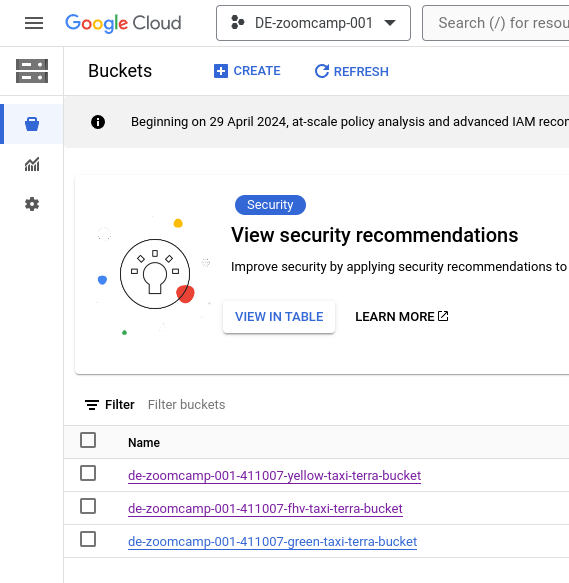 Google Cloud
DE-zoomcamp-001
Search (/) for resou
Buckets
CREATE
REFRESH
Beginning on 29 April 2024, at-scale policy analysis and advanced IAM recor
Security
View security recommendations
Improve security by applying security recommendations to
VIEW IN TABLE
LEARN MORE
Filter
Filter buckets
Name
de-zoomcamp-001-411007-yellow-taxi-terra-bucket
de-zoomcamp-001-411007-fhv-taxi-terra-bucket
de-zoomcamp-001-411007-green-taxi-terra-bucket